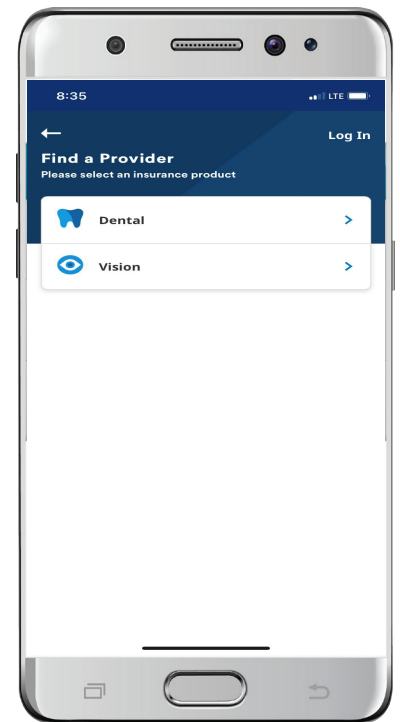 8:35
LTE
Log In
Find a Provider
Please select an insurance product
Dental
Vision